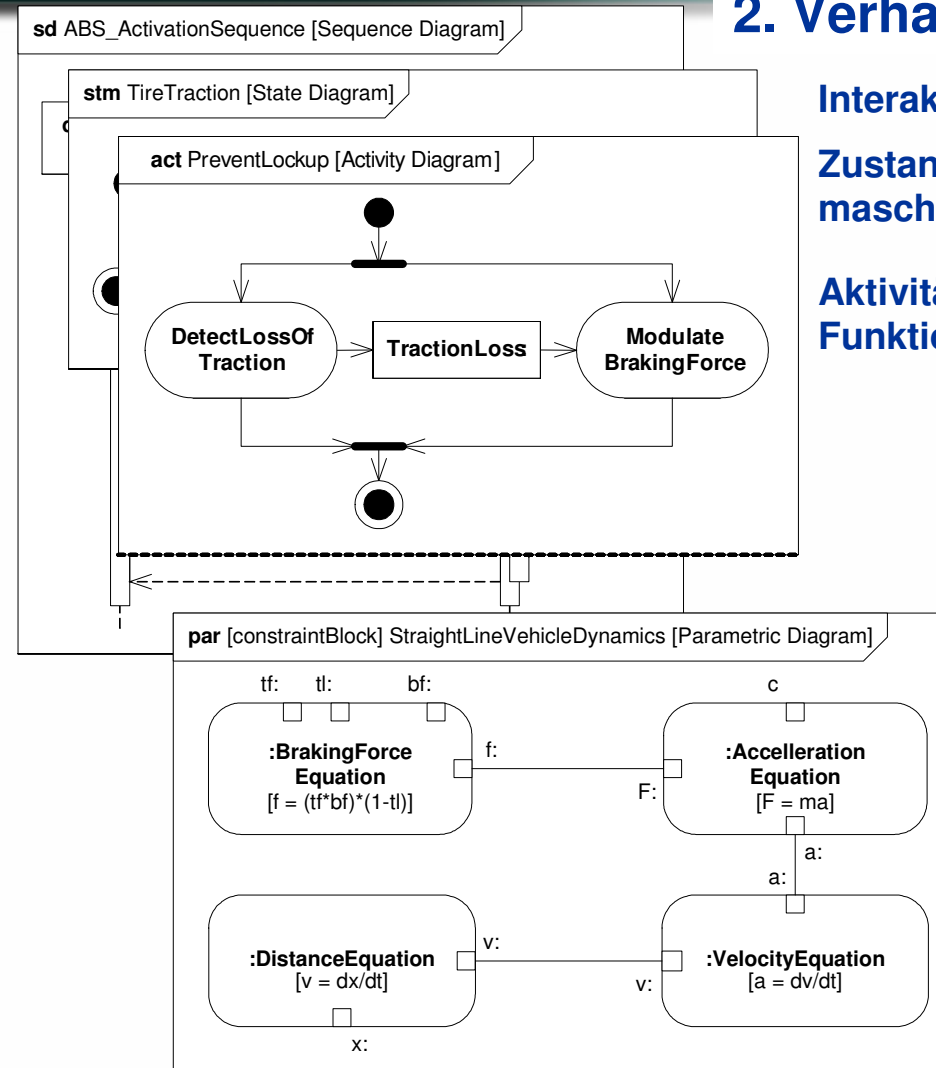 2. Verha
sd ABS_ActivationSequence [Sequence Diagram]
Interak
stm TireTraction [State Diagram]
Zustan
masch
act PreventLockup [Activity Diagram]
Aktivita
Funktio
DetectLossOf
Traction
TractionLoss:
Modulate
BrakingForce
par [constraintBlock] StraightLineVehicleDynamics [Parametric Diagram]
tf: tl: bf: c
:BrakingForce
Equation
[f = (tf*bf)*(1-tl)]
f:
F:
:Accelleration
Equation
[F = ma]
a:
a:
:DistanceEquation
[v = dx/dt]
v:
v:
:VelocityEquation
[a = dv/dt]
x: